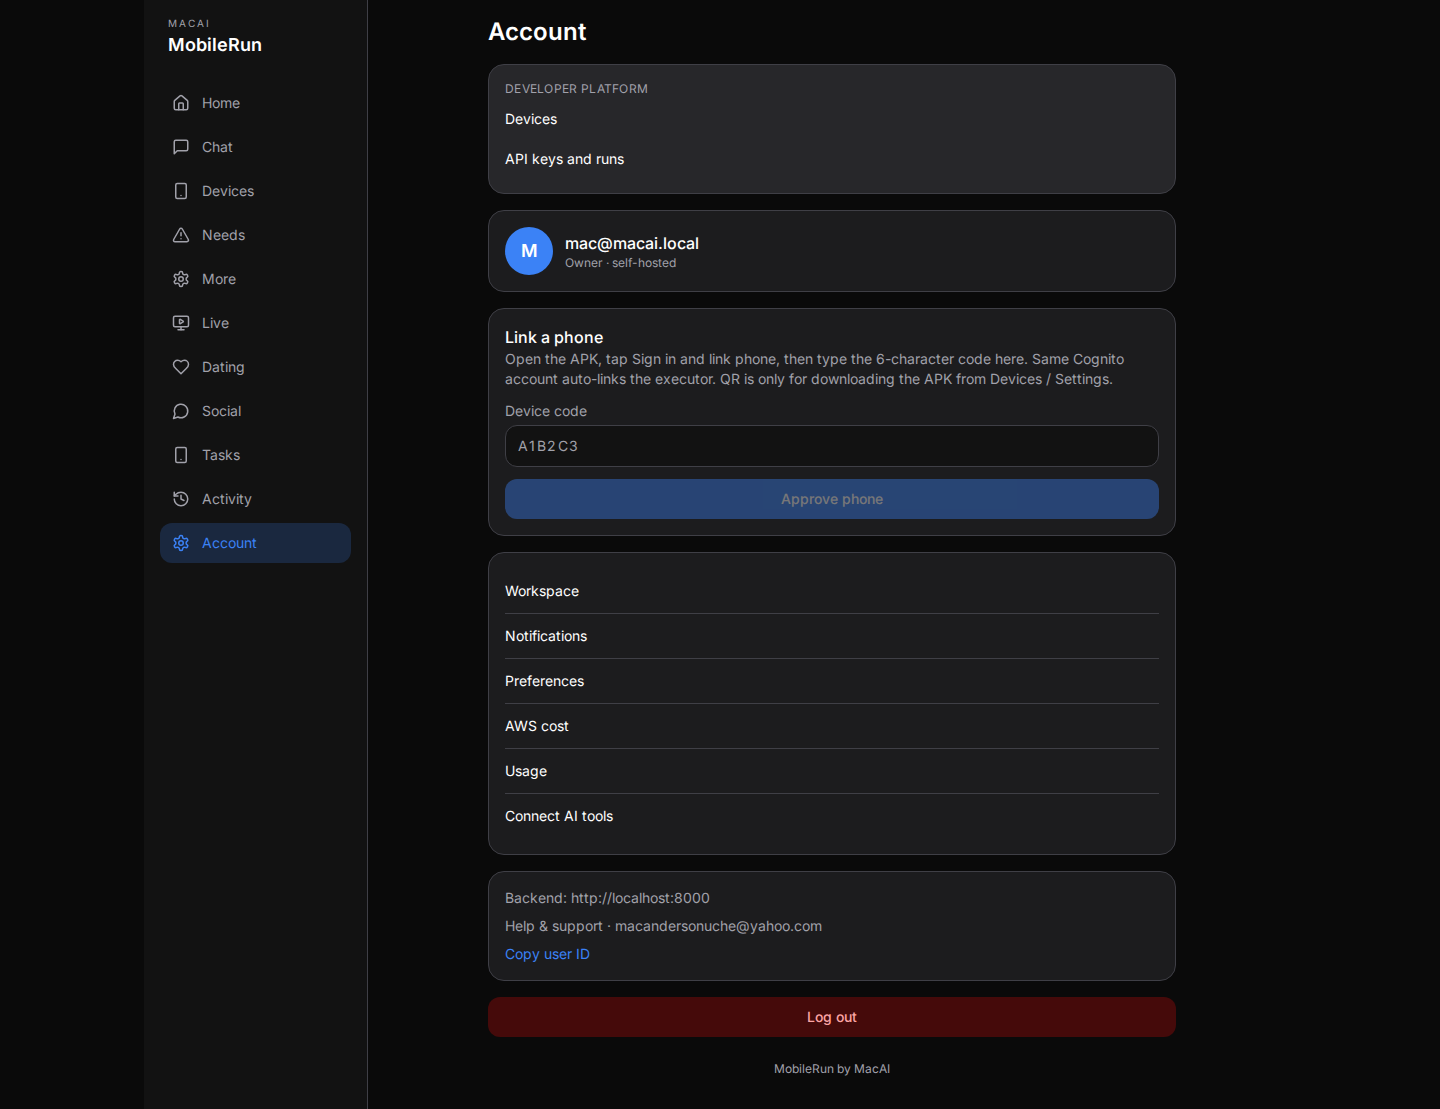 MACAI
MobileRun
Home
Chat
Devices
Needs
More
Live
Dating
Social
Tasks
Activity
Account
Account
DEVELOPER PLATFORM
Devices
API keys and runs
M
mac@macai.local
Owner · self-hosted
Link a phone
Open the APK, tap Sign in and link phone, then type the 6-character code here. Same Cognito
account auto-links the executor. QR is only for downloading the APK from Devices / Settings.
Device code
A1B2C3
Approve phone
Workspace
Notifications
Preferences
AWS cost
Usage
Connect AI tools
Backend: http://localhost:8000
Help & support · macandersonuche@yahoo.com
Copy user ID
Log out
MobileRun by MacAI